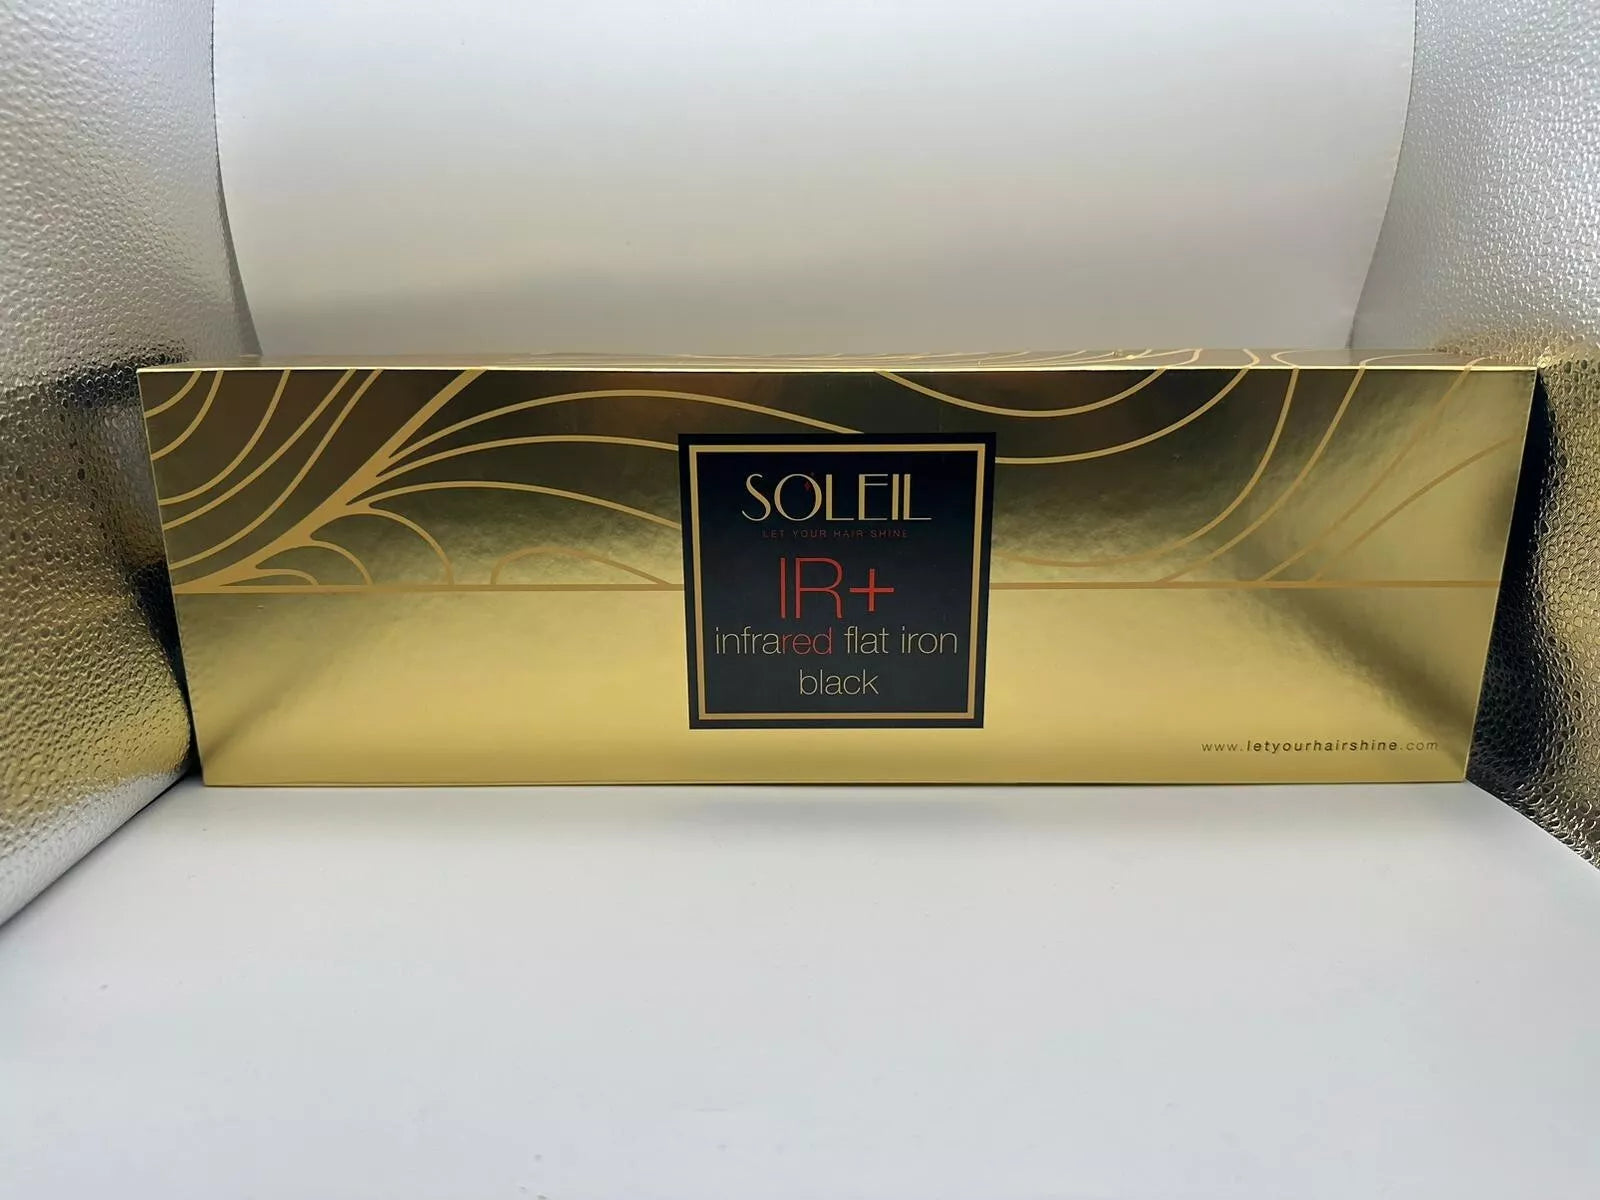 SOLEIL
LET YOUR HAIR SHINE
IR+
infrared flat iron
black
www.letyourhairshine.com